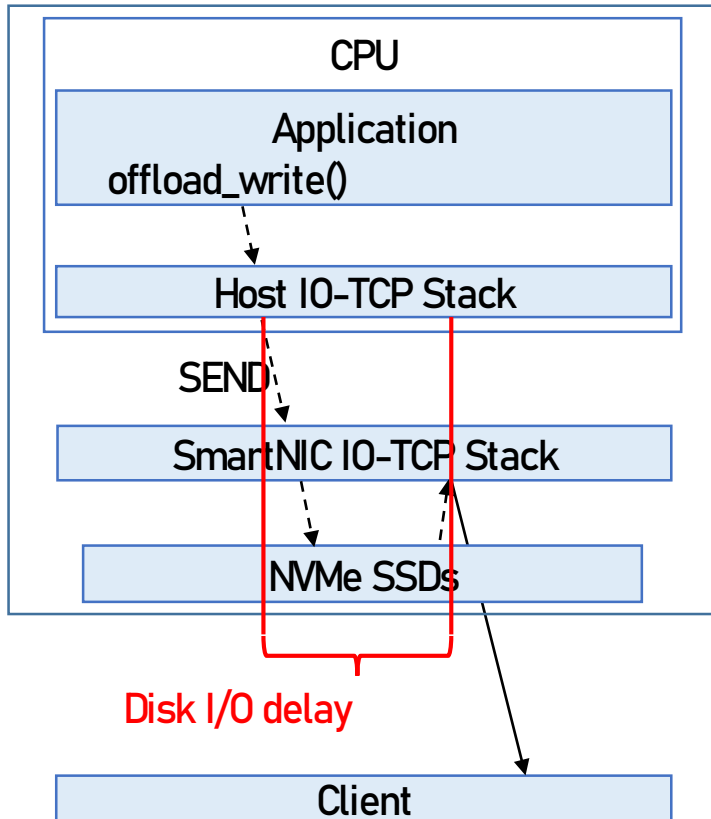 CPU
Application
offload_write()
Host IO-TCP Stack
SEND
SmartNIC IO-TCP Stack
NVMe SSDs
Disk I/O delay
Client